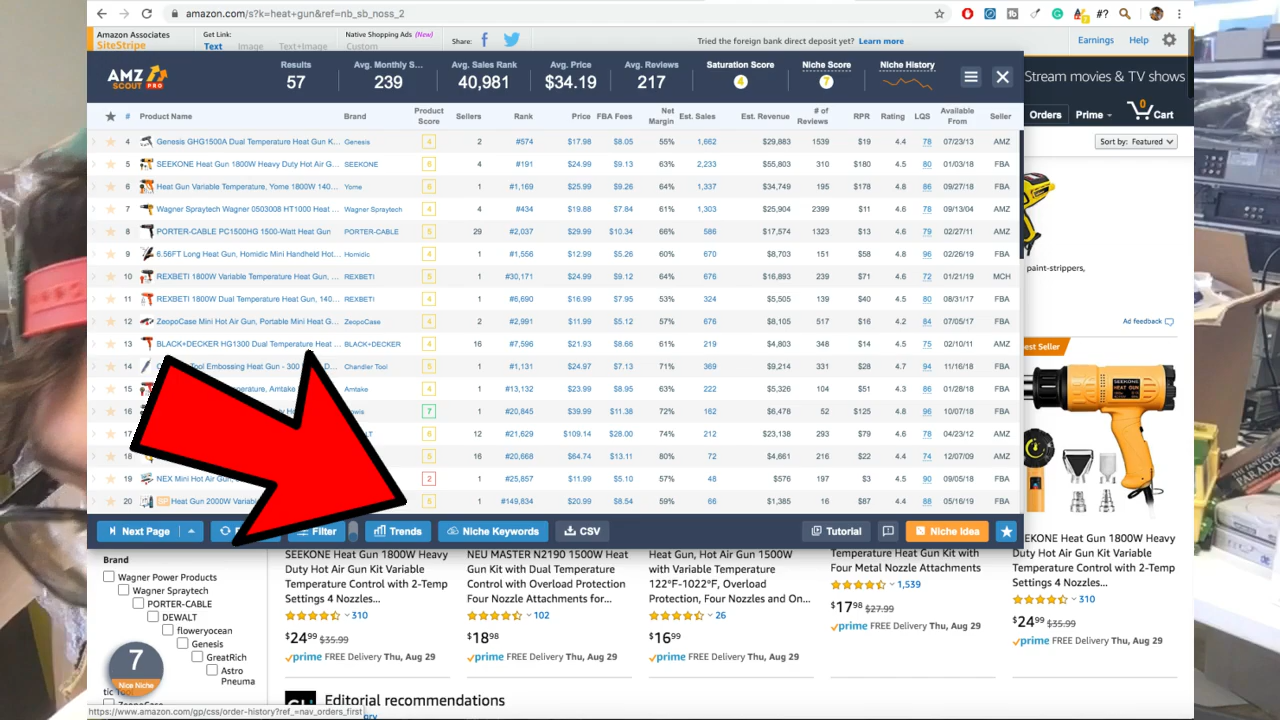 amazon.com/s?k=heat+gun&ref=nb_sb_noss_2
#?
Amazon Associates
SiteStripe
Get Link:
Text Image Text+Image
Native Shopping Ads (New)
Custom
Share:
Tried the foreign bank direct deposit yet? Learn more
Earnings Help
AMZ
SCOUT PRO
Results
57
Avg. Monthly S...
239
Avg. Sales Rank
40,981
Avg. Price
$34.19
Avg. Reviews
217
Saturation Score
4
Niche Score
7
Niche History
Stream movies & TV shows
Orders Prime 0 Cart
Sort by: Featured
# Product Name Brand Product Score Sellers Rank Price FBA Fees Net Margin Est. Sales Est. Revenue # of Reviews RPR Rating LQS Available From Seller
4 Genesis GHG1500A Dual Temperature Heat Gun K... Genesis 4 2 #574 $17.98 $8.05 55% 1,662 $29,883 1539 $19 4.4 78 07/23/13 AMZ
5 SEEKONE Heat Gun 1800W Heavy Duty Hot Air G... SEEKONE 6 4 #191 $24.99 $9.13 63% 2,233 $55,803 310 $180 4.5 80 01/03/18 FBA
6 Heat Gun Variable Temperature, Yome 1800W 140... Yome 6 1 #1,169 $25.99 $9.26 64% 1,337 $34,749 195 $178 4.8 86 09/27/18 FBA
7 Wagner Spraytech Wagner 0503008 HT1000 Heat ... Wagner Spraytech 4 4 #434 $19.88 $7.84 61% 1,303 $25,904 2399 $11 4.6 78 09/13/04 AMZ
8 PORTER-CABLE PC1500HG 1500-Watt Heat Gun PORTER-CABLE 5 29 #2,037 $29.99 $10.34 66% 586 $17,574 1323 $13 4.6 79 02/27/11 AMZ
9 6.56FT Long Heat Gun, Homidic Mini Handheld Hot... Homidic 4 1 #1,556 $12.99 $5.26 60% 670 $8,703 151 $58 4.4 96 02/26/19 FBA
10 REXBETI 1800W Variable Temperature Heat Gun, ... REXBETI 5 1 #30,171 $24.99 $9.12 64% 676 $16,893 239 $71 4.6 72 01/21/19 MCH
11 REXBETI 1800W Dual Temperature Heat Gun, 140... REXBETI 4 1 #6,690 $16.99 $7.95 53% 324 $5,505 139 $40 4.4 80 08/31/17 FBA
12 ZeopoCase Mini Hot Air Gun, Portable Mini Heat G... ZeopoCase 4 2 #2,991 $11.99 $5.12 57% 676 $8,105 517 $16 4.2 84 07/05/17 FBA
13 BLACK+DECKER HG1300 Dual Temperature Heat ... BLACK+DECKER 4 16 #7,596 $21.93 $8.66 61% 219 $4,803 348 $14 4.5 75 02/10/11 AMZ
14 Tool Embossing Heat Gun - 300 D... Chandler Tool 5 1 #1,131 $24.97 $7.13 71% 369 $9,214 331 $28 4.7 94 11/16/18 FBA
15 Temperature, Amtake Amtake 4 1 #13,132 $23.99 $8.95 63% 222 $5,326 104 $51 4.3 86 01/28/18 FBA
16 7 1 #20,845 $39.99 $11.38 72% 162 $6,478 52 $125 4.8 96 10/07/18 FBA
17 6 12 #21,629 $109.14 $28.00 74% 212 $23,138 293 $79 4.6 78 04/23/12 AMZ
18 5 16 #20,668 $64.74 $13.11 80% 72 $4,661 216 $22 4.4 74 12/07/09 AMZ
19 NEX Mini Hot Air Gun, 2 1 #25,857 $11.99 $5.10 57% 48 $576 197 $3 4.5 90 09/05/18 FBA
20 Heat Gun 2000W Variabl 5 1 #149,834 $20.99 $8.54 59% 66 $1,385 16 $87 4.4 88 05/16/19 FBA
Next Page Filter Trends Niche Keywords CSV Tutorial Niche Idea
paint-strippers,
Ad feedback
est Seller
SEEKONE
HEAT GUN
Brand
Wagner Power Products
Wagner Spraytech
PORTER-CABLE
DEWALT
floweryocean
Genesis
GreatRich
Astro
Pneuma
tic Tool
ZeopoCase
7
Nice Niche
SEEKONE Heat Gun 1800W Heavy
Duty Hot Air Gun Kit Variable
Temperature Control with 2-Temp
Settings 4 Nozzles...
310
$24.99 $35.99
prime FREE Delivery Thu, Aug 29
NEU MASTER N2190 1500W Heat
Gun Kit with Dual Temperature
Control with Overload Protection
Four Nozzle Attachments for...
102
$18.98
prime FREE Delivery Thu, Aug 29
Heat Gun, Hot Air Gun 1500W
Variable Temperature
122°F-1022°F, Overload
Protection, Four Nozzles and On...
26
$16.99
prime FREE Delivery Thu, Aug 29
Temperature Heat Gun Kit with
Four Metal Nozzle Attachments
1,539
$17.98 $27.99
prime FREE Delivery Thu, Aug 29
SEEKONE Heat Gun 1800W Heavy
Duty Hot Air Gun Kit Variable
Temperature Control with 2-Temp
Settings 4 Nozzles...
310
$24.99 $35.99
prime FREE Delivery Thu, Aug 29
Editorial recommendations
https://www.amazon.com/gp/css/order-history?ref_=nav_orders_first